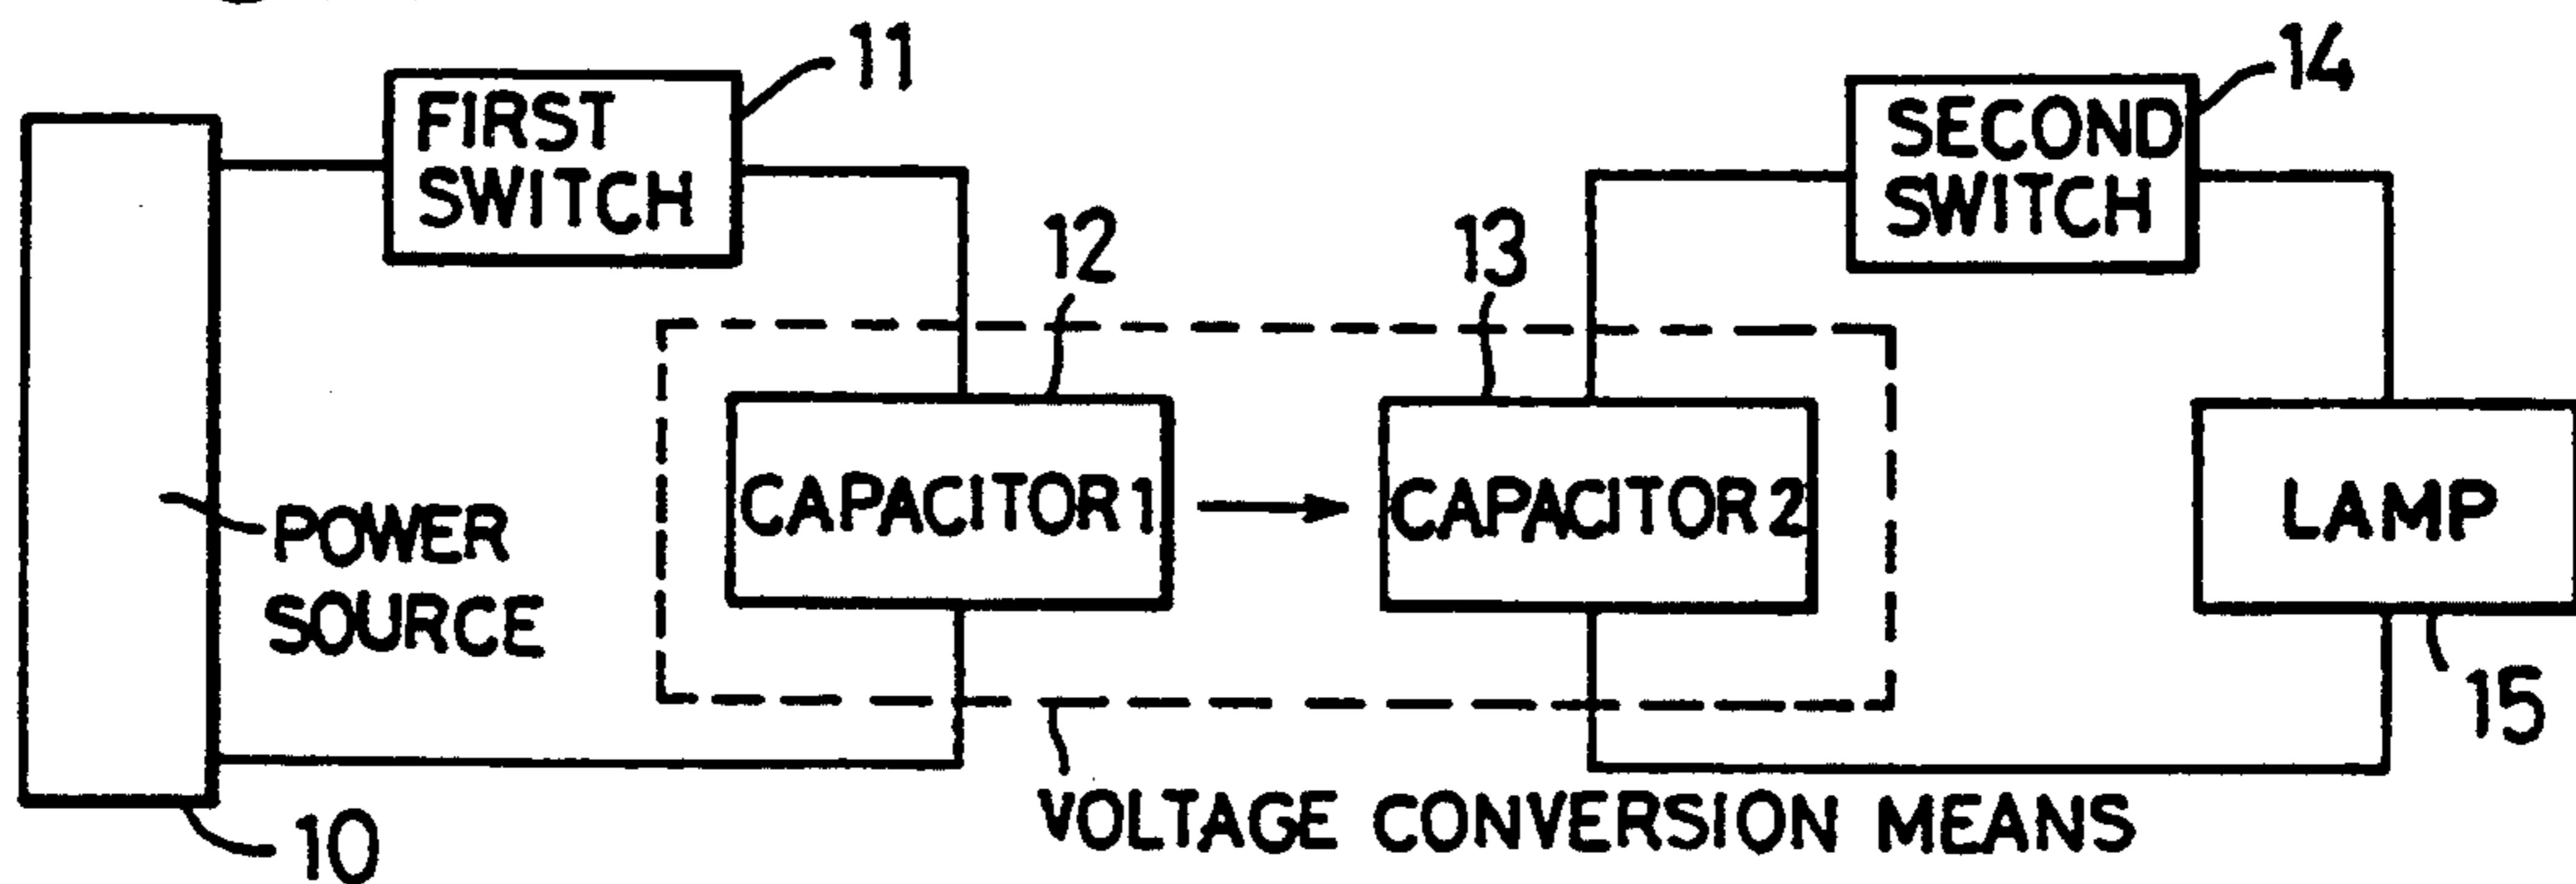 11
14
FIRST
SWITCH
SECOND
SWITCH
12
13
CAPACITOR 1
CAPACITOR 2
LAMP
POWER
SOURCE
15
VOLTAGE CONVERSION MEANS
10